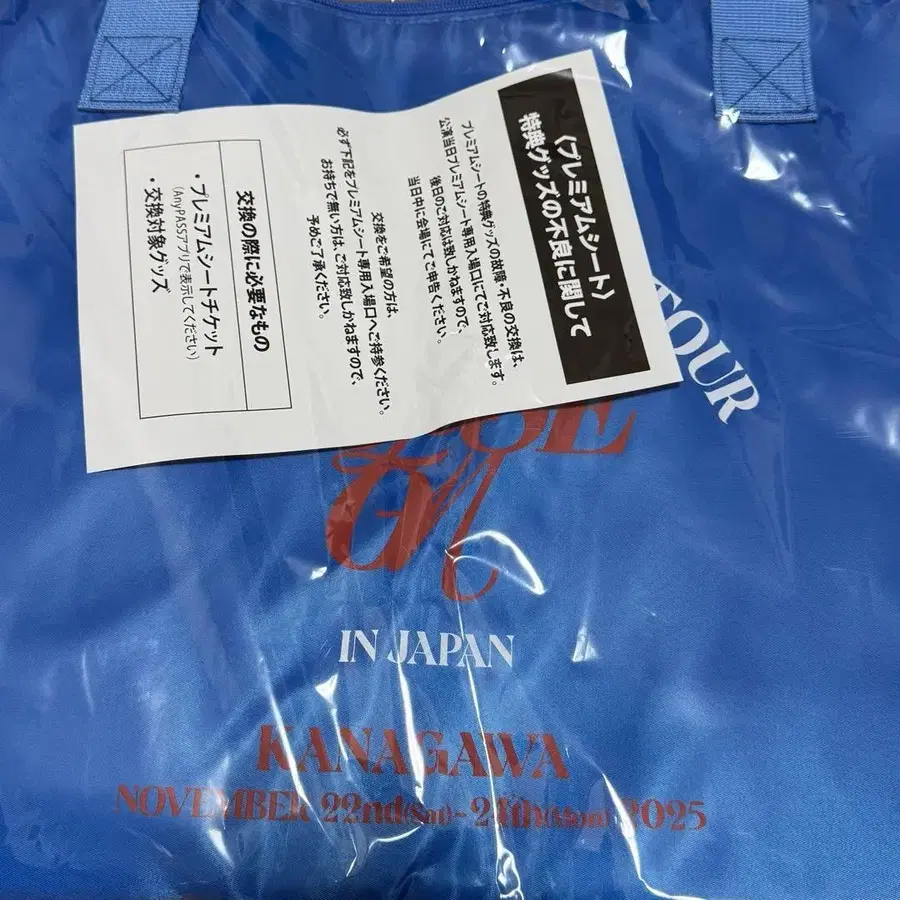 〈プレミアムシート〉
特典グッズの不良に関して
プレミアムシートの特典グッズの故障・不良の交換は、
公演当日プレミアムシート専用入場口にてご対応致します。
後日のご対応は致しかねますので、
当日中に会場にてご申告ください。
交換をご希望の方は、
必ず下記をプレミアムシート専用入場口へご持参ください。
お持ちで無い方は、ご対応致しかねますので、
予めご了承ください。
交換の際に必要なもの
・プレミアムシートチケット
(AnyPASSアプリで表示してください)
・交換対象グッズ
TOUR
IN JAPAN
KANAGAWA
NOVEMBER 22nd(Sat)-24th(Mon) 2025